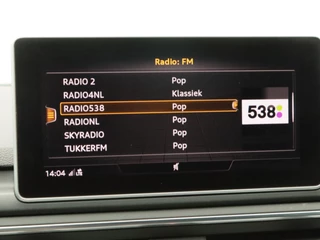 Radio: FM
RADIO 2 Pop
RADIO4NL Klassiek
RADIO538 Pop
538
RADIONL Pop
SKYRADIO Pop
TUKKERFM Pop
14:04